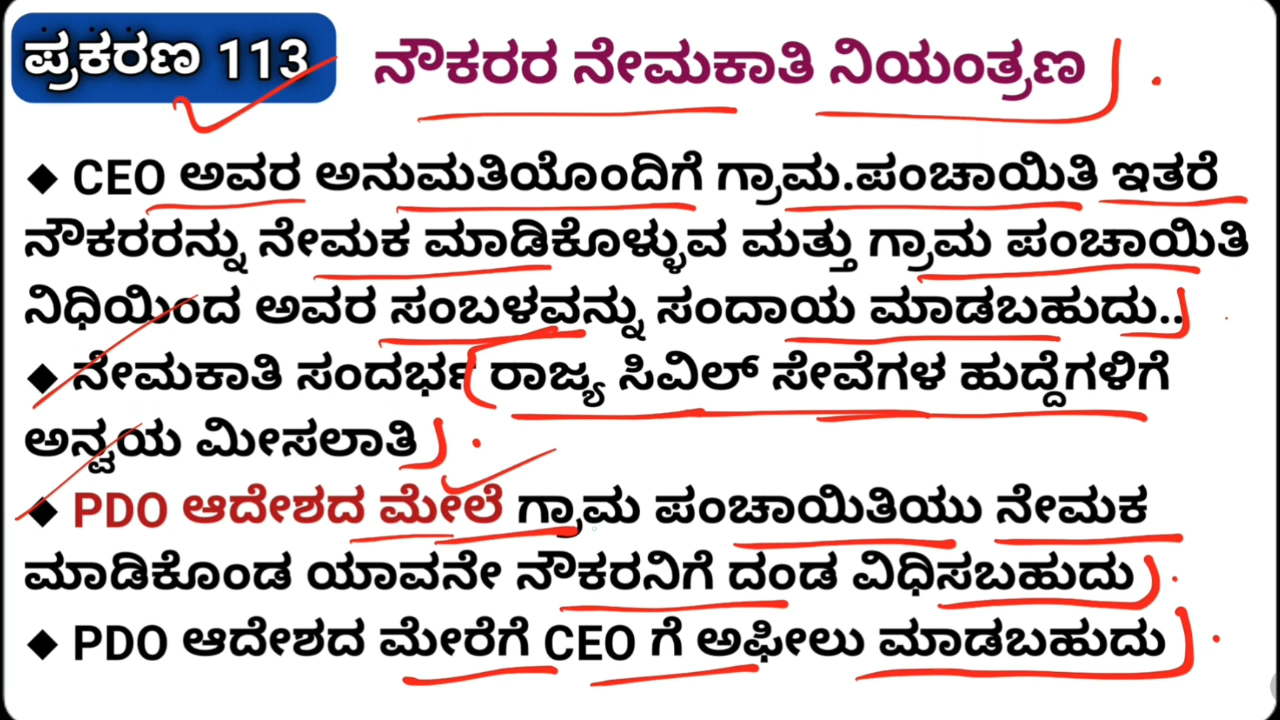 ಪ್ರಕರಣ 113 ನೌಕರರ ನೇಮಕಾತಿ ನಿಯಂತ್ರಣ
◆ CEO ಅವರ ಅನುಮತಿಯೊಂದಿಗೆ ಗ್ರಾಮ.ಪಂಚಾಯಿತಿ ಇತರೆ
ನೌಕರರನ್ನು ನೇಮಕ ಮಾಡಿಕೊಳ್ಳುವ ಮತ್ತು ಗ್ರಾಮ ಪಂಚಾಯಿತಿ
ನಿಧಿಯಿಂದ ಅವರ ಸಂಬಳವನ್ನು ಸಂದಾಯ ಮಾಡಬಹುದು..
◆ ನೇಮಕಾತಿ ಸಂದರ್ಭ ರಾಜ್ಯ ಸಿವಿಲ್ ಸೇವೆಗಳ ಹುದ್ದೆಗಳಿಗೆ
ಅನ್ವಯ ಮೀಸಲಾತಿ
◆ PDO ಆದೇಶದ ಮೇಲೆ ಗ್ರಾಮ ಪಂಚಾಯಿತಿಯು ನೇಮಕ
ಮಾಡಿಕೊಂಡ ಯಾವನೇ ನೌಕರನಿಗೆ ದಂಡ ವಿಧಿಸಬಹುದು
◆ PDO ಆದೇಶದ ಮೇರೆಗೆ CEO ಗೆ ಅಫೀಲು ಮಾಡಬಹುದು